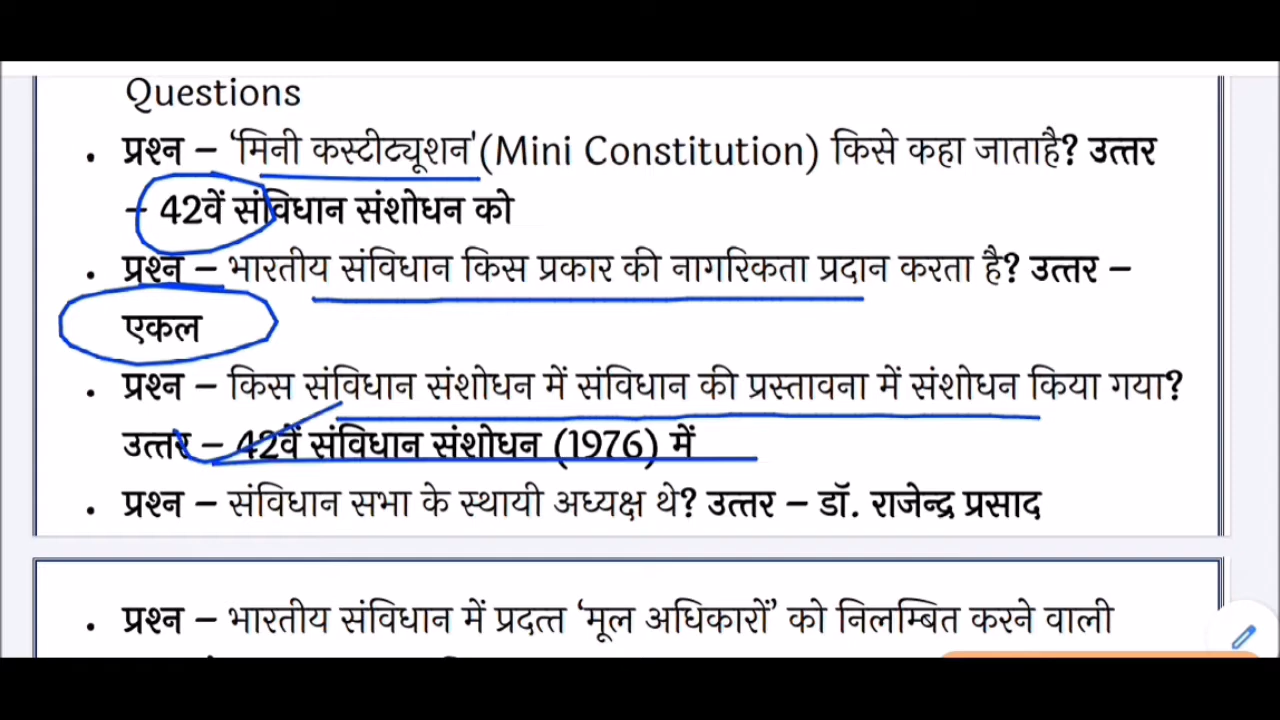 Questions
. प्रश्न – ‘मिनी कस्टीट्यूशन'(Mini Constitution) किसे कहा जाताहै? उत्तर
– 42वें संविधान संशोधन को
. प्रश्न – भारतीय संविधान किस प्रकार की नागरिकता प्रदान करता है? उत्तर –
एकल
. प्रश्न – किस संविधान संशोधन में संविधान की प्रस्तावना में संशोधन किया गया?
उत्तर – 42वें संविधान संशोधन (1976) में
. प्रश्न – संविधान सभा के स्थायी अध्यक्ष थे? उत्तर – डॉ. राजेन्द्र प्रसाद
. प्रश्न – भारतीय संविधान में प्रदत्त ‘मूल अधिकारों’ को निलम्बित करने वाली